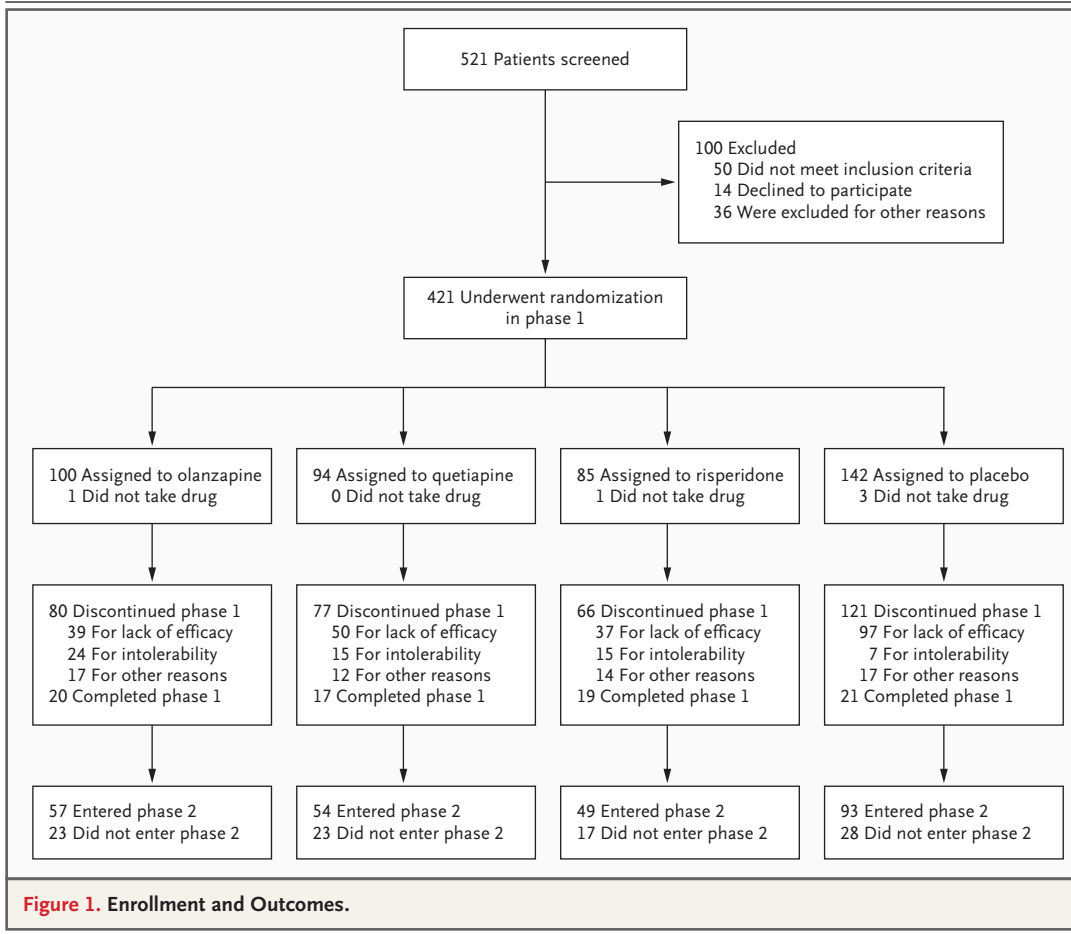 521 Patients screened
100 Excluded
50 Did not meet inclusion criteria
14 Declined to participate
36 Were excluded for other reasons
421 Underwent randomization
in phase 1
100 Assigned to olanzapine
1 Did not take drug
94 Assigned to quetiapine
0 Did not take drug
85 Assigned to risperidone
1 Did not take drug
142 Assigned to placebo
3 Did not take drug
80 Discontinued phase 1
39 For lack of efficacy
24 For intolerability
17 For other reasons
20 Completed phase 1
77 Discontinued phase 1
50 For lack of efficacy
15 For intolerability
12 For other reasons
17 Completed phase 1
66 Discontinued phase 1
37 For lack of efficacy
15 For intolerability
14 For other reasons
19 Completed phase 1
121 Discontinued phase 1
97 For lack of efficacy
7 For intolerability
17 For other reasons
21 Completed phase 1
57 Entered phase 2
23 Did not enter phase 2
54 Entered phase 2
23 Did not enter phase 2
49 Entered phase 2
17 Did not enter phase 2
93 Entered phase 2
28 Did not enter phase 2
Figure 1. Enrollment and Outcomes.